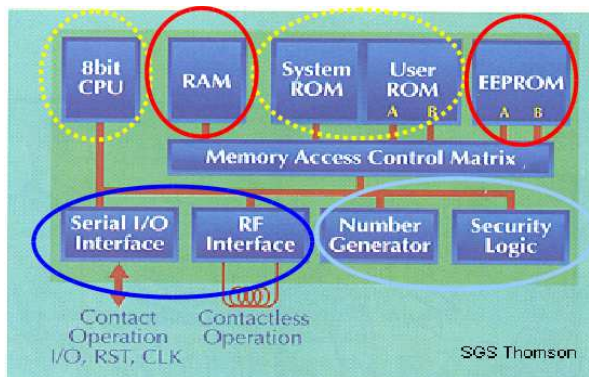 8bit
CPU
RAM
System
ROM
User
ROM
A B
EEPROM
A B
Memory Access Control Matrix
Serial I/O
Interface
RF
Interface
Number
Generator
Security
Logic
Contact
Operation
I/O, RST, CLK
Contactless
Operation
SGS Thomson